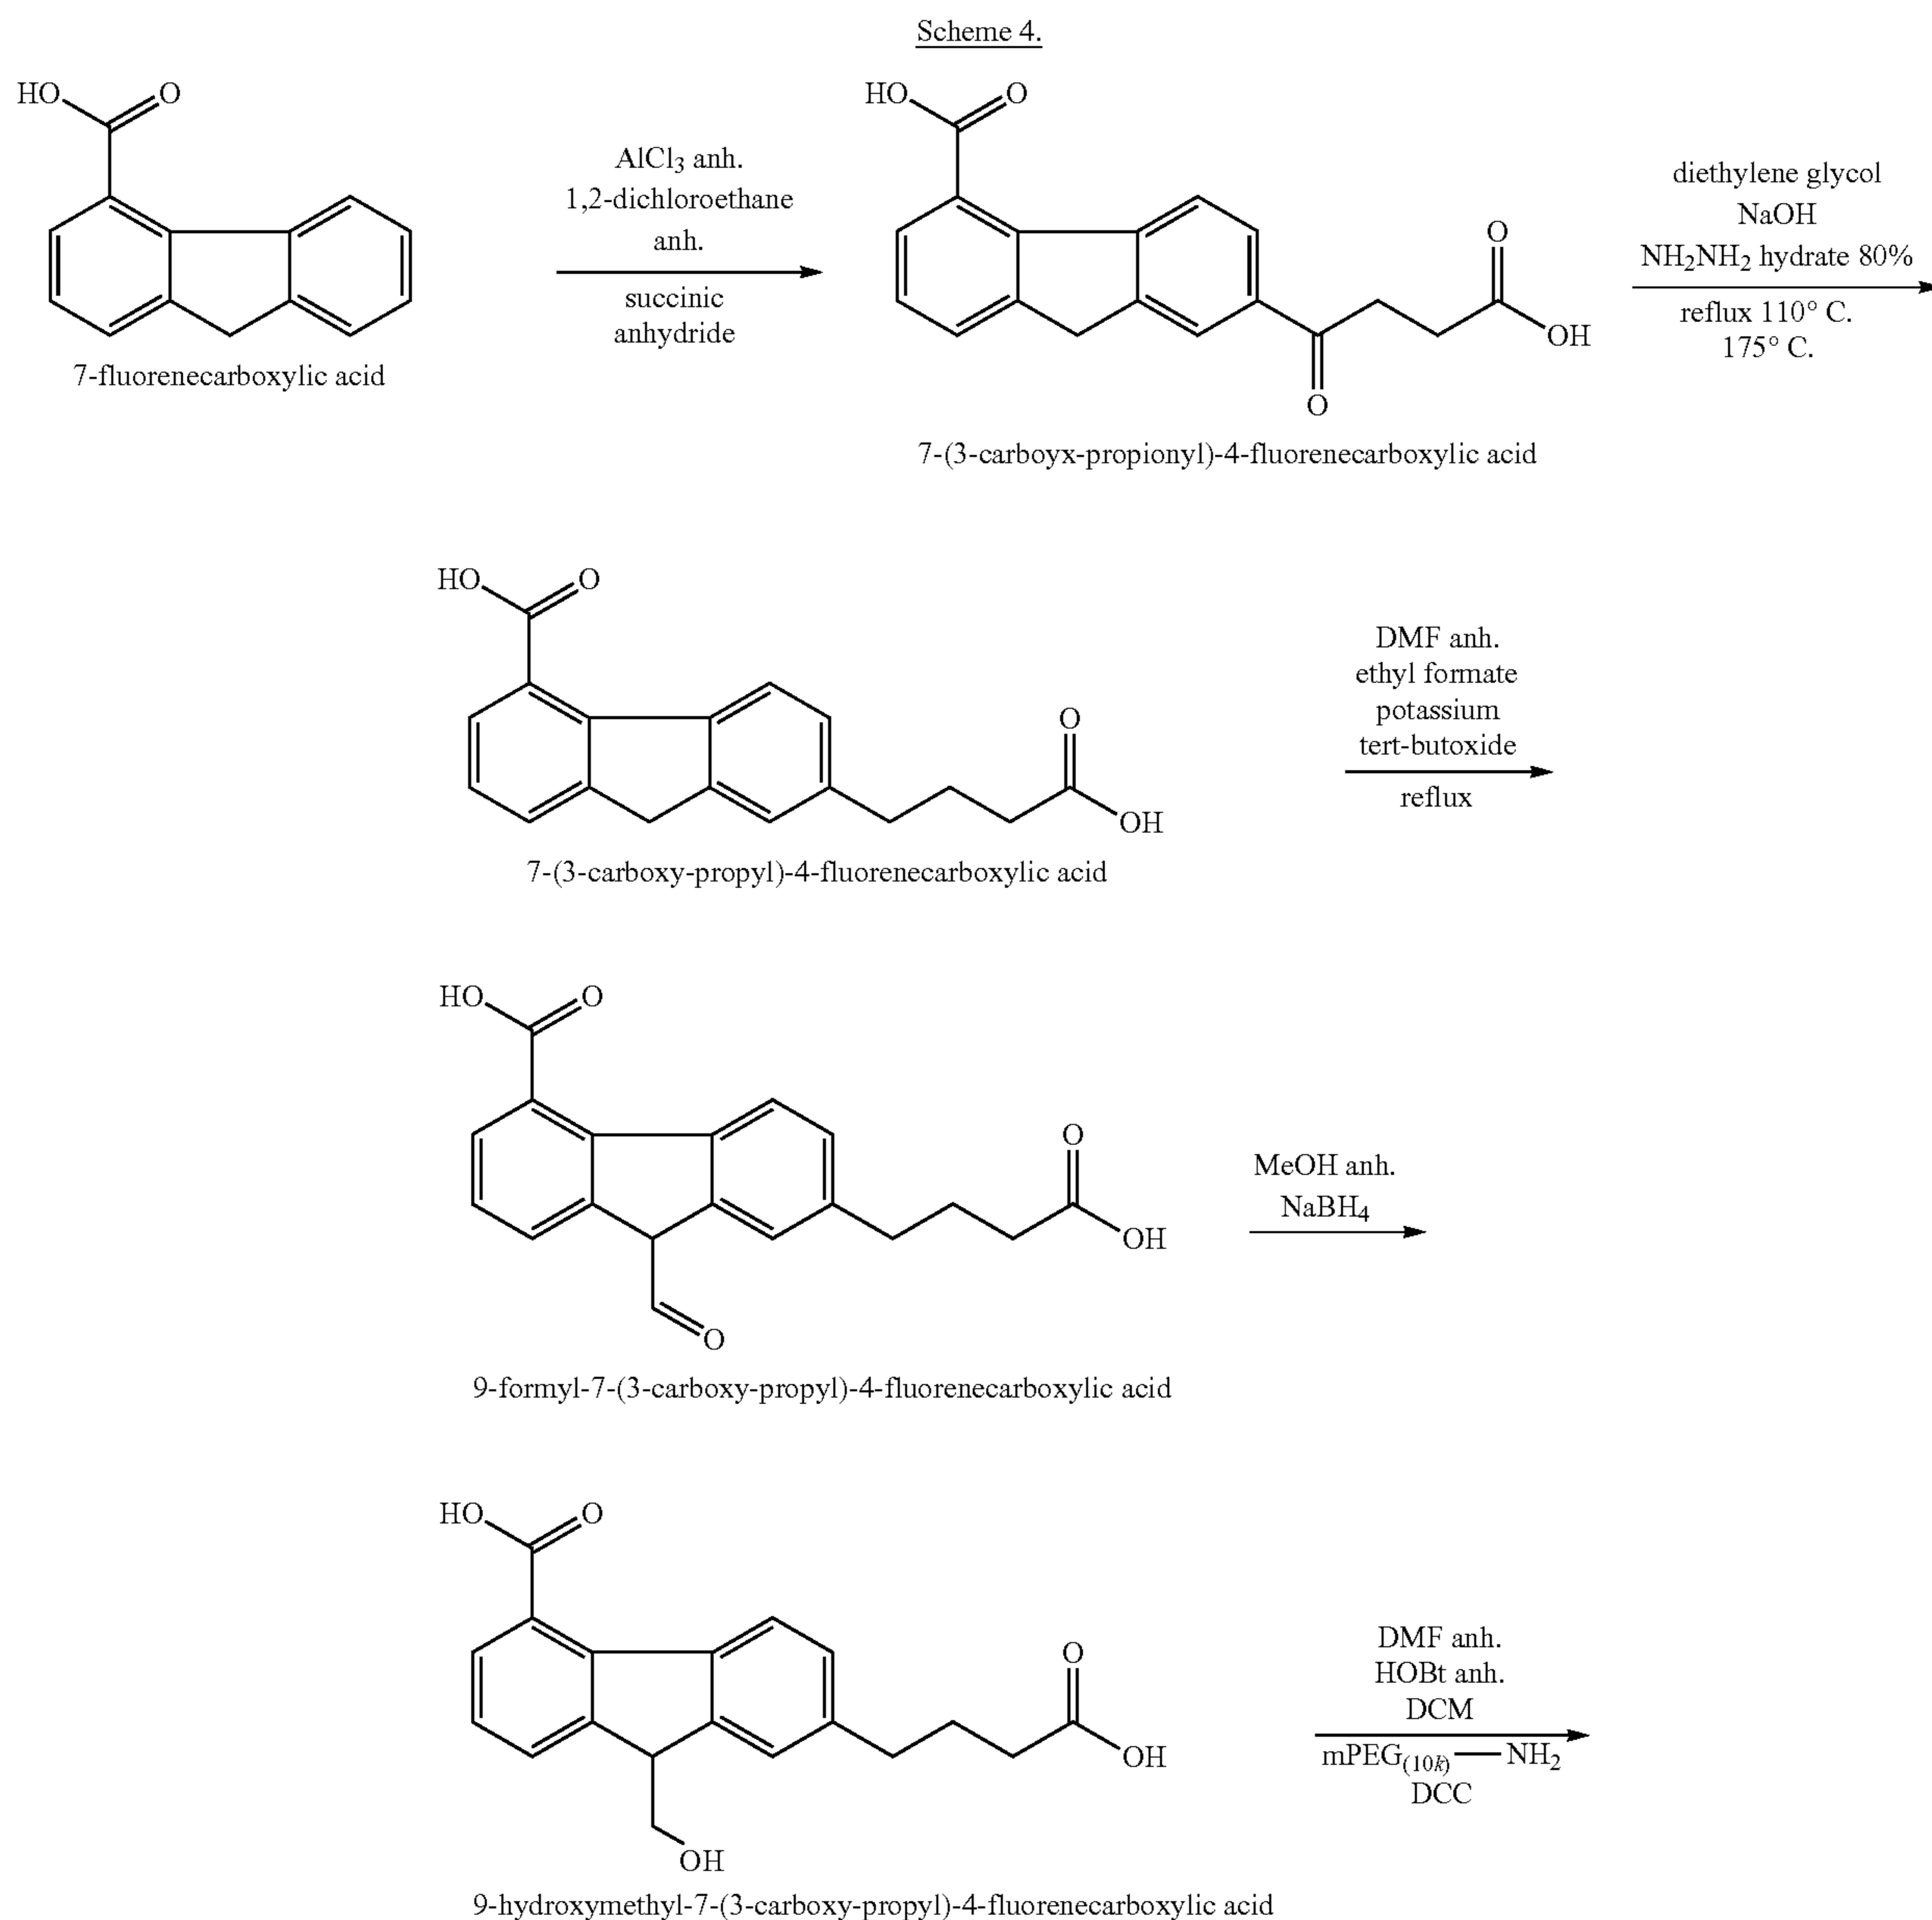 Scheme 4.
HO O
AlCl3 anh.
1,2-dichloroethane
anh.
succinic
anhydride
7-fluorenecarboxylic acid
HO O
O
OH
O
7-(3-carboyx-propionyl)-4-fluorenecarboxylic acid
diethylene glycol
NaOH
NH2NH2 hydrate 80%
reflux 110° C.
175° C.
HO O
O
OH
7-(3-carboxy-propyl)-4-fluorenecarboxylic acid
DMF anh.
ethyl formate
potassium
tert-butoxide
reflux
HO O
O
OH
O
9-formyl-7-(3-carboxy-propyl)-4-fluorenecarboxylic acid
MeOH anh.
NaBH4
HO O
O
OH
OH
9-hydroxymethyl-7-(3-carboxy-propyl)-4-fluorenecarboxylic acid
DMF anh.
HOBt anh.
DCM
mPEG(10k)—NH2
DCC